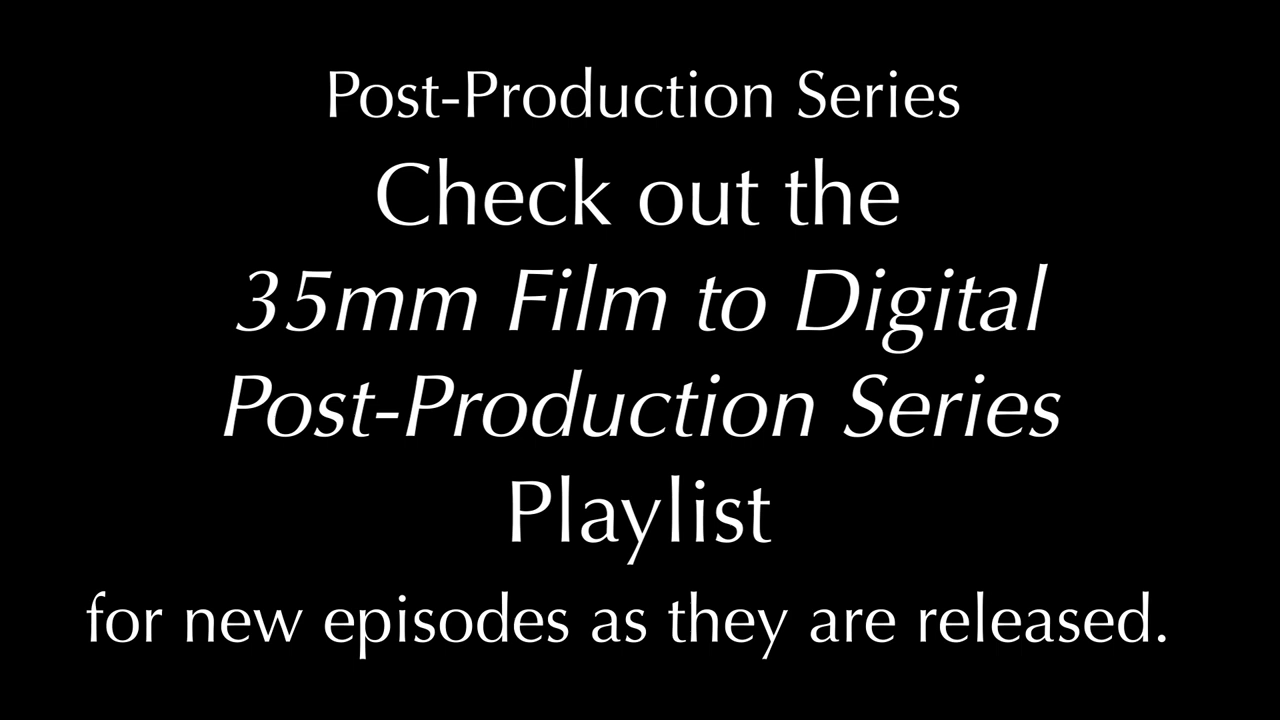 Post-Production Series
Check out the
35mm Film to Digital
Post-Production Series
Playlist
for new episodes as they are released.